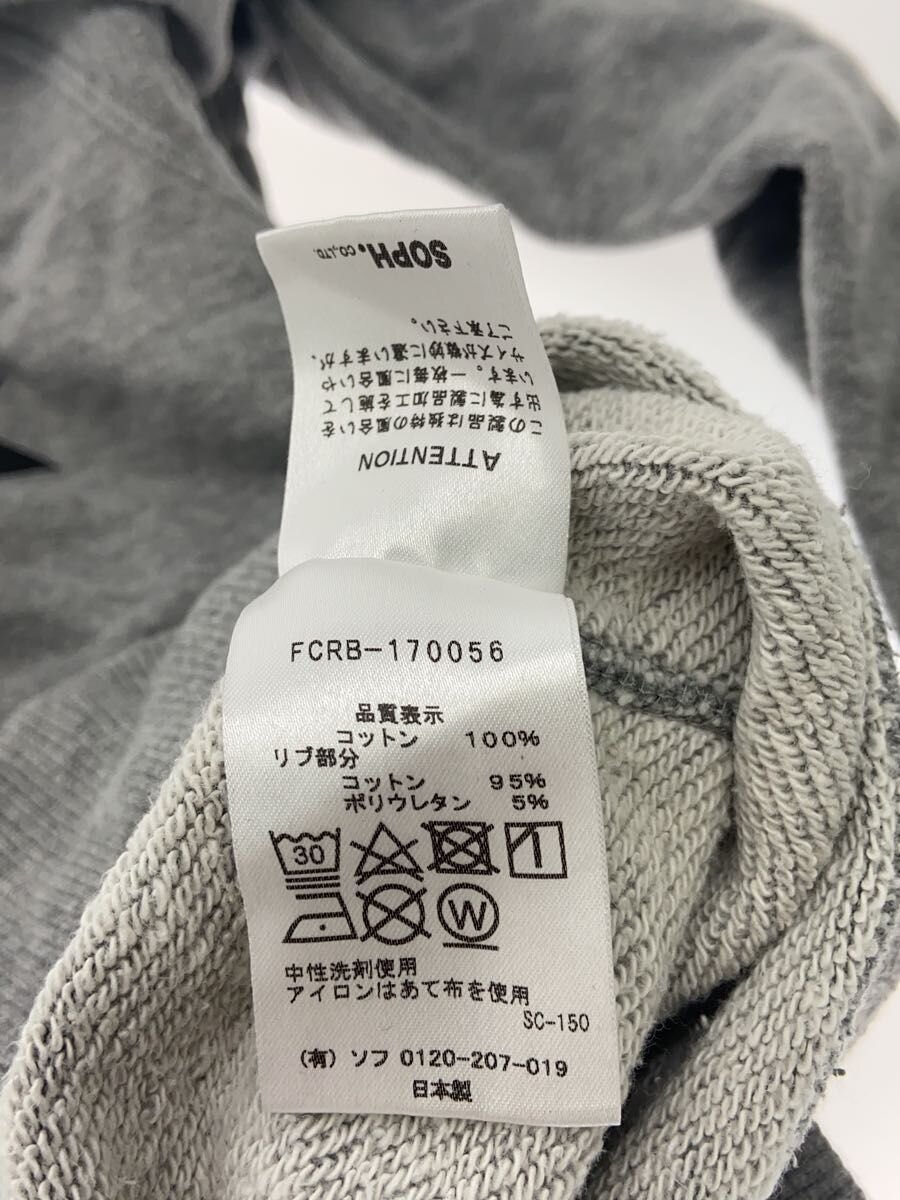 SOPH. CO.,LTD.
ATTENTION
この製品は独特の風合いを
出す為に製品加工を施して
います。一枚毎に風合いや
サイズが微妙に違いますが、
ご了承下さい。
FCRB-170056
品質表示
コットン 100%
リブ部分
コットン 95%
ポリウレタン 5%
30
W
中性洗剤使用
アイロンはあて布を使用
SC-150
(有) ソフ 0120-207-019
日本製